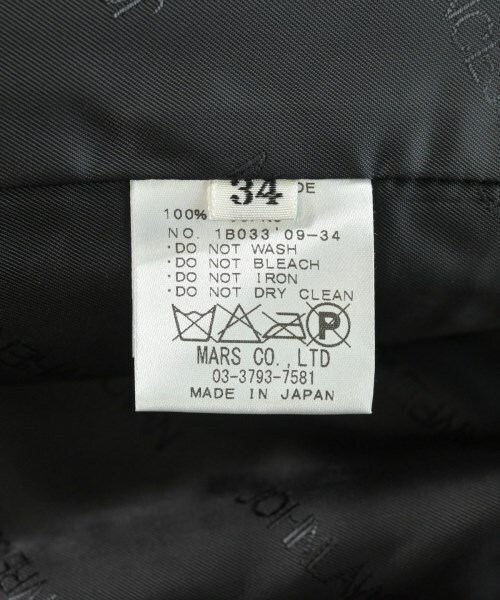 34
DE
100%
NO. 1B033'09-34
·DO NOT WASH
·DO NOT BLEACH
·DO NOT IRON
·DO NOT DRY CLEAN
P
MARS CO.,LTD
03-3793-7581
MADE IN JAPAN